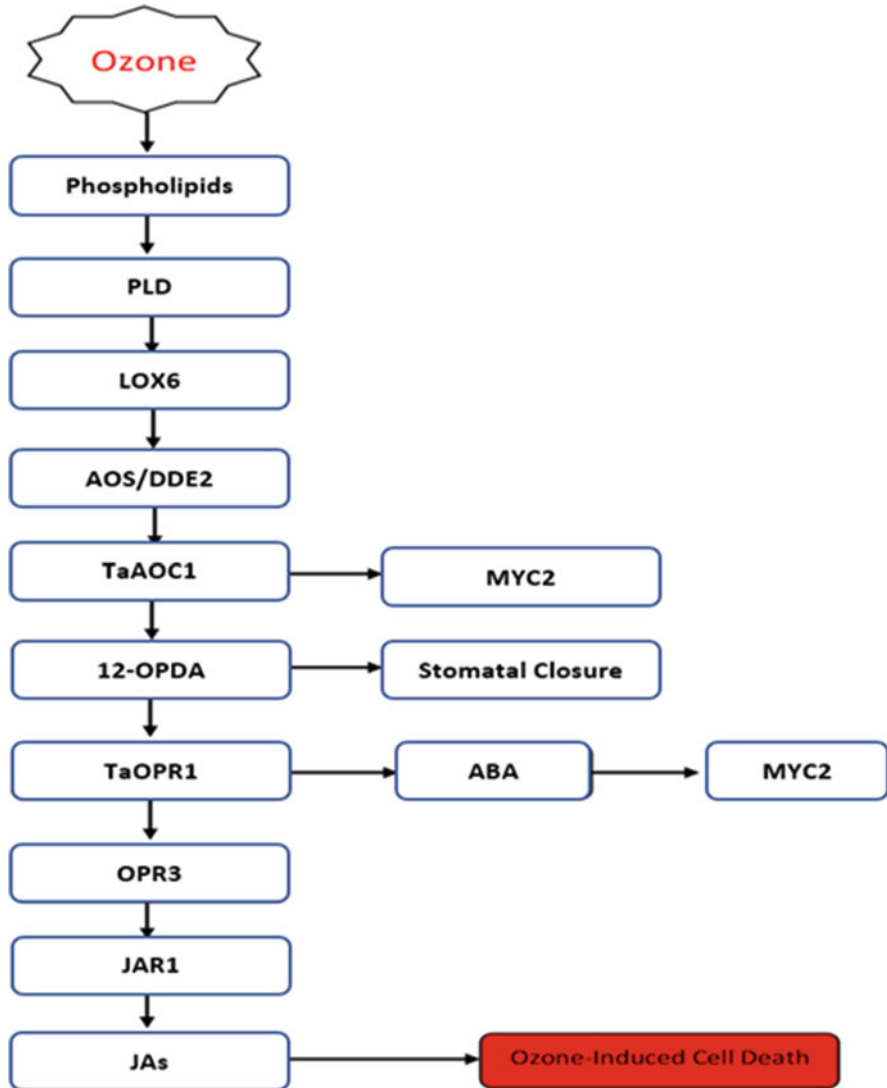 Ozone
Phospholipids
PLD
LOX6
AOS/DDE2
TaAOC1
MYC2
12-OPDA
Stomatal Closure
TaOPR1
ABA
MYC2
OPR3
JAR1
JAs
Ozone-Induced Cell Death